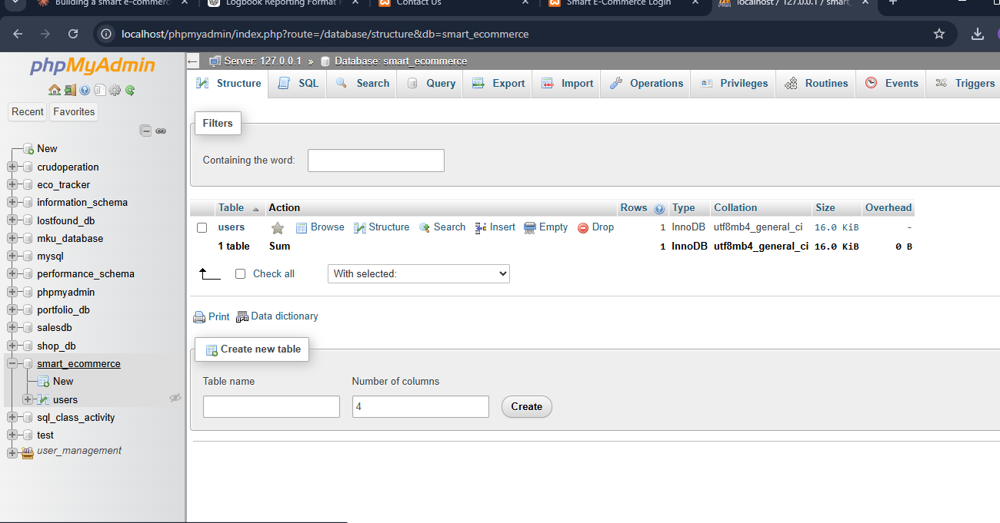 Building a smart e-commerc
Logbook Reporting Format
Contact Us
Smart E-Commerce Login
localhost / 127.0.0.1 / smart_
localhost/phpmyadmin/index.php?route=/database/structure&db=smart_ecommerce
phpMyAdmin
Recent Favorites
New
crudoperation
eco_tracker
information_schema
lostfound_db
mku_database
mysql
performance_schema
phpmyadmin
portfolio_db
salesdb
shop_db
smart_ecommerce
New
users
sql_class_activity
test
user_management
Server: 127.0.0.1 » Database: smart_ecommerce
Structure SQL Search Query Export Import Operations Privileges Routines Events Triggers
Filters
Containing the word:
Table Action Rows Type Collation Size Overhead
users Browse Structure Search Insert Empty Drop 1 InnoDB utf8mb4_general_ci 16.0 KiB -
1 table Sum 1 InnoDB utf8mb4_general_ci 16.0 KiB 0 B
Check all With selected:
Print Data dictionary
Create new table
Table name Number of columns
4 Create